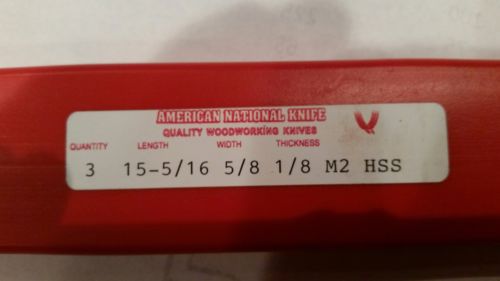 AMERICAN NATIONAL KNIFE
QUALITY WOODWORKING KNIVES
QUANTITY LENGTH WIDTH THICKNESS
3 15-5/16 5/8 1/8 M2 HSS